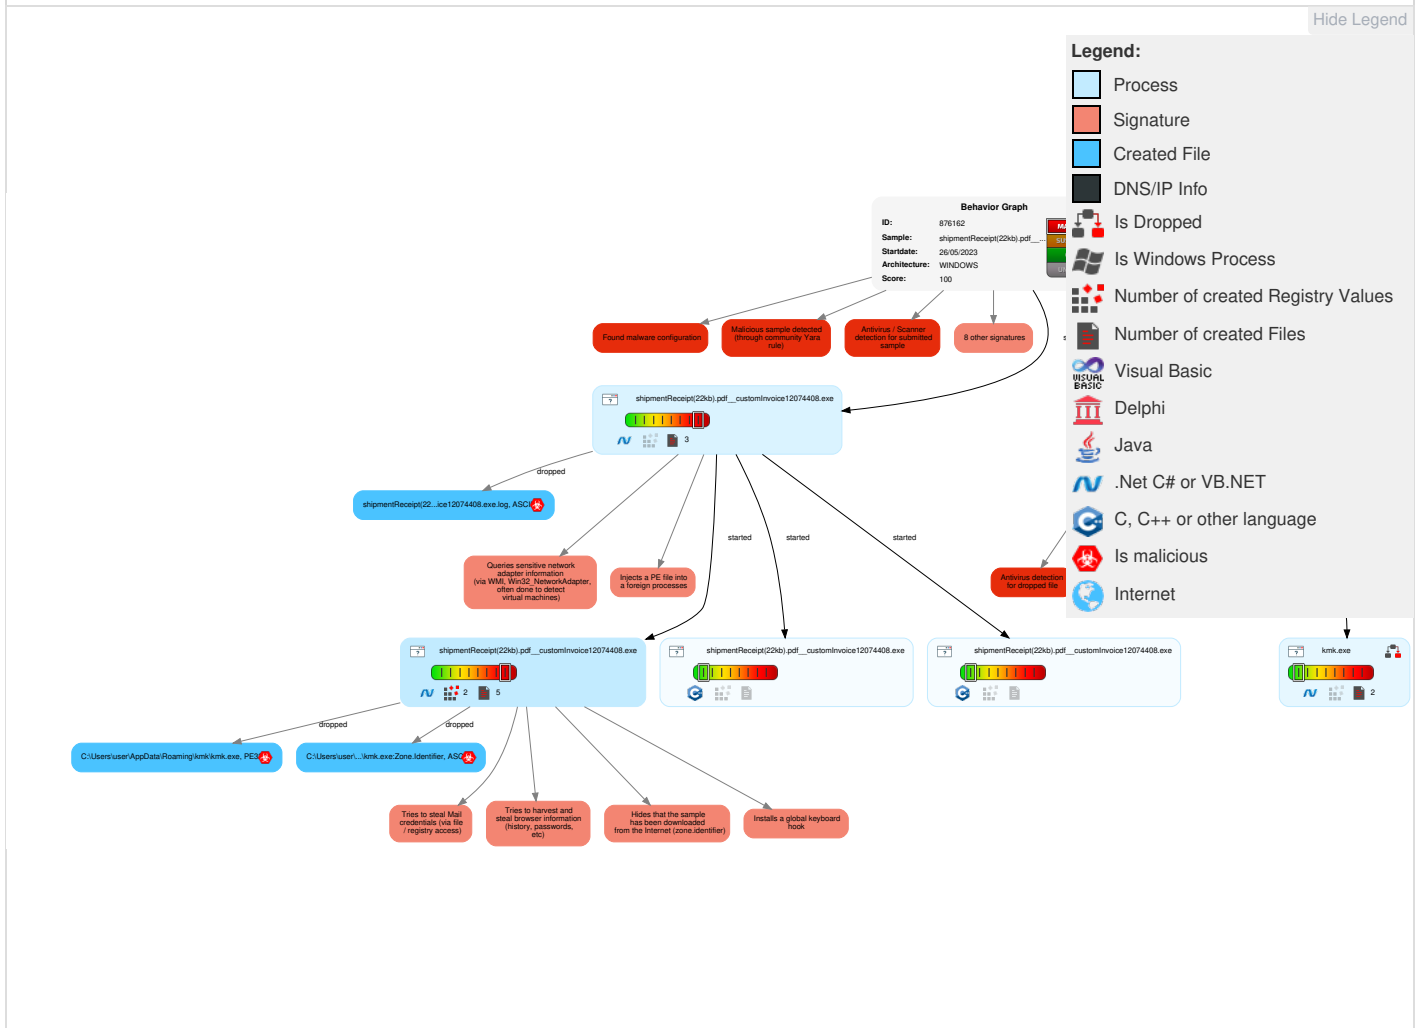 Hide Legend
Legend:
Process
Signature
Created File
DNS/IP Info
Is Dropped
Is Windows Process
Number of created Registry Values
Number of created Files
VISUAL
BASIC
Visual Basic
Delphi
Java
.Net C# or VB.NET
C, C++ or other language
Is malicious
Internet
Behavior Graph
ID: 876162
Sample: shipmentReceipt(22kb).pdf__...
Startdate: 26/05/2023
Architecture: WINDOWS
Score: 100
MA
SU
Found malware configuration
Malicious sample detected
(through community Yara
rule)
Antivirus / Scanner
detection for submitted
sample
8 other signatures
s
shipmentReceipt(22kb).pdf__customInvoice12074408.exe
3
dropped
shipmentReceipt(22...ice12074408.exe.log, ASCI
started
started
started
Queries sensitive network
adapter information
(via WMI, Win32_NetworkAdapter,
often done to detect
virtual machines)
Injects a PE file into
a foreign processes
Antivirus detection
for dropped file
shipmentReceipt(22kb).pdf__customInvoice12074408.exe
2 5
shipmentReceipt(22kb).pdf__customInvoice12074408.exe
shipmentReceipt(22kb).pdf__customInvoice12074408.exe
kmk.exe
2
dropped
dropped
C:\Users\user\AppData\Roaming\kmk\kmk.exe, PE3
C:\Users\user\...\kmk.exe:Zone.Identifier, ASC
Tries to steal Mail
credentials (via file
/ registry access)
Tries to harvest and
steal browser information
(history, passwords,
etc)
Hides that the sample
has been downloaded
from the Internet (zone.identifier)
Installs a global keyboard
hook